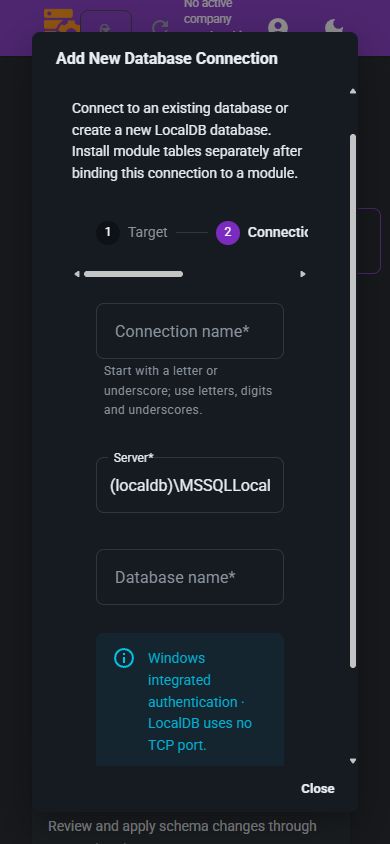 No active
company
Add New Database Connection
Connect to an existing database or
create a new LocalDB database.
Install module tables separately after
binding this connection to a module.
1 Target 2 Connectic
Connection name*
Start with a letter or
underscore; use letters, digits
and underscores.
Server*
(localdb)\MSSQLLocal
Database name*
Windows
integrated
authentication ·
LocalDB uses no
TCP port.
Close
Review and apply schema changes through